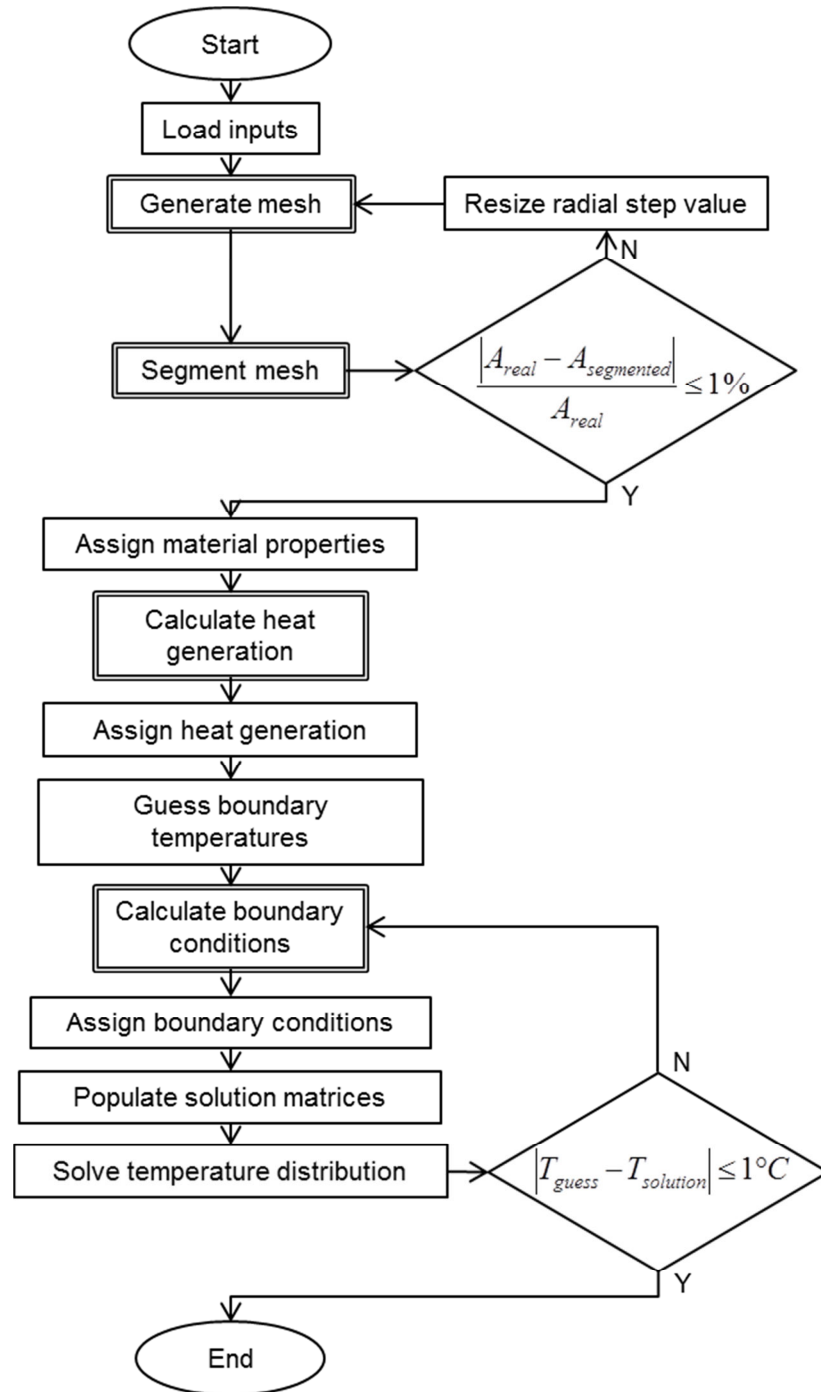 Start
Load inputs
Generate mesh
Resize radial step value
N
Segment mesh
|A_real − A_segmented|
A_real
≤ 1%
Y
Assign material properties
Calculate heat
generation
Assign heat generation
Guess boundary
temperatures
Calculate boundary
conditions
Assign boundary conditions
N
Populate solution matrices
Solve temperature distribution
|T_guess − T_solution| ≤ 1°C
Y
End